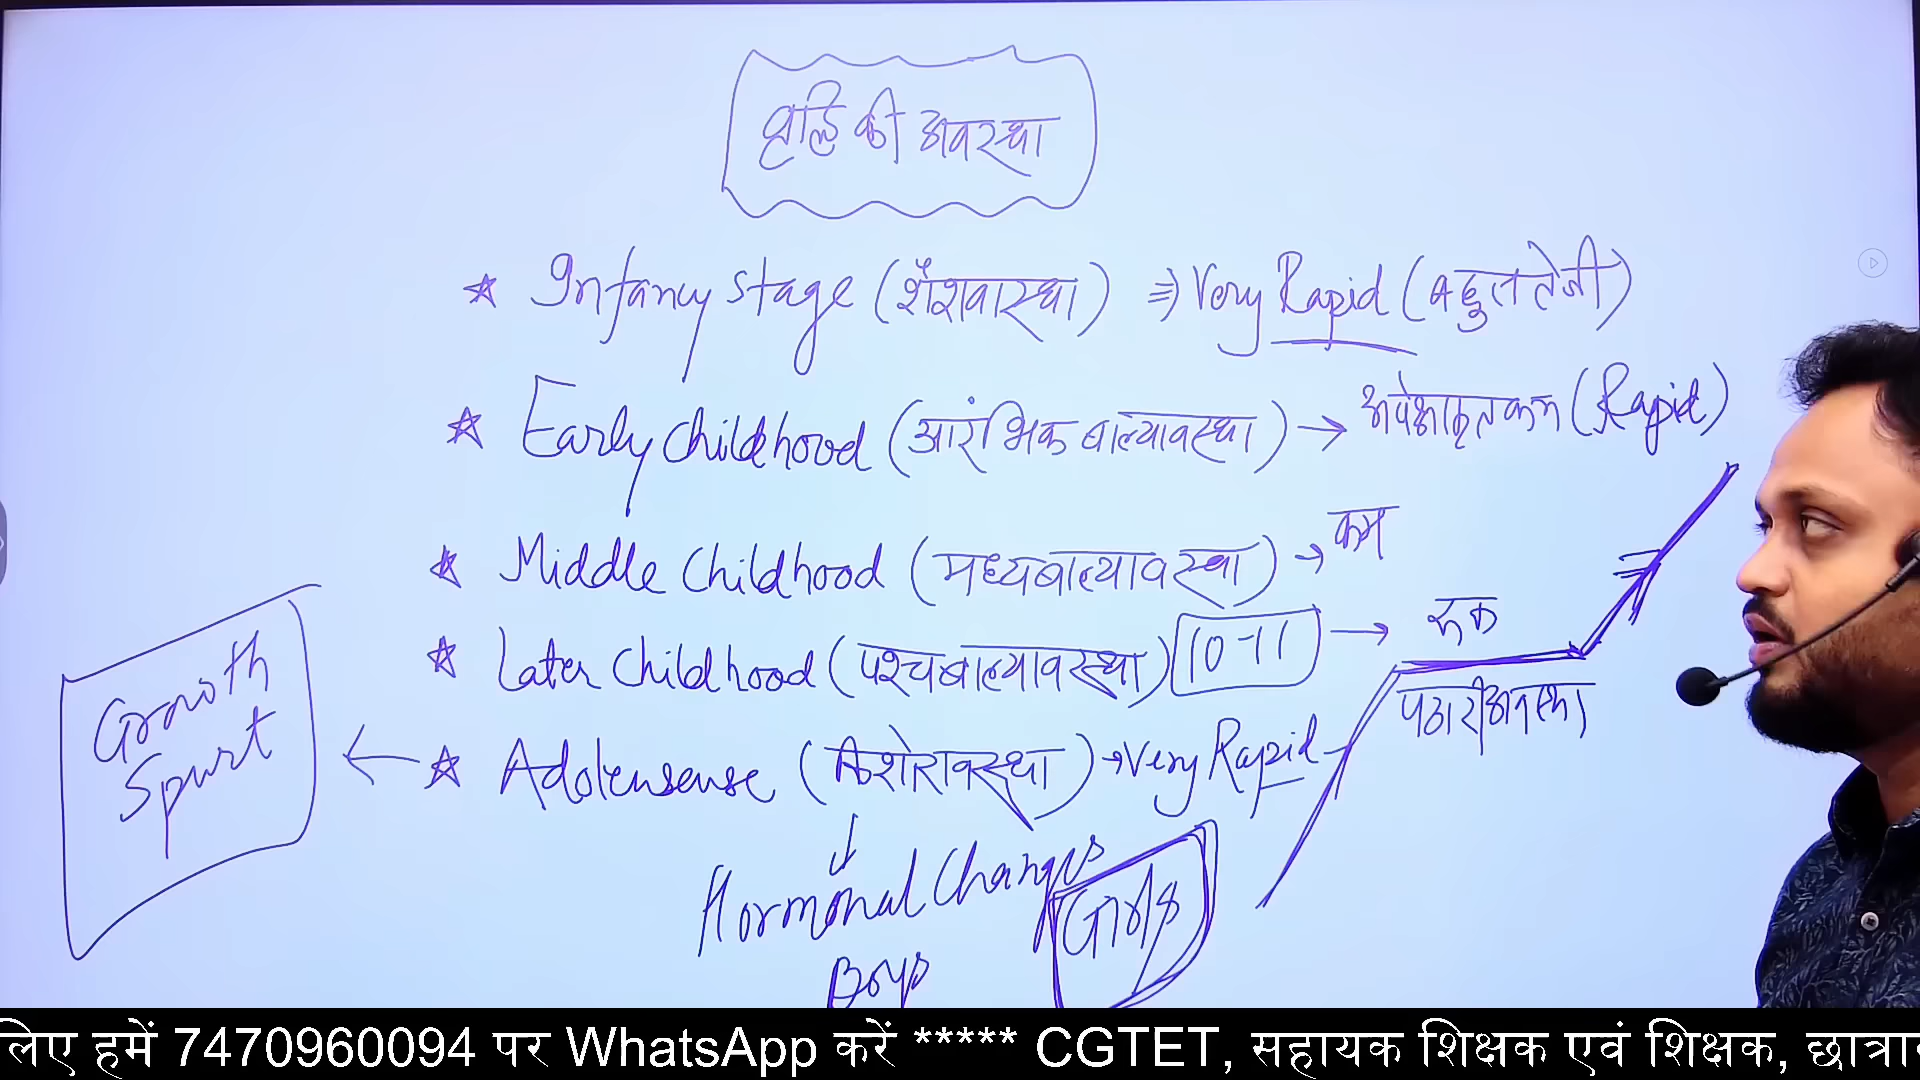 वृद्धि की अवस्था
★ Infancy stage (शैशवास्था) ⇒ Very Rapid (बहुत तेजी)
★ Early childhood (आरंभिक बाल्यावस्था) → अपेक्षाकृत कम (Rapid)
★ Middle childhood (मध्यबाल्यावस्था) → कम
★ Later childhood (पश्चबाल्यावस्था) 10-11 → रुक
पठारी अवस्था
★ Adolensense (किशोरावस्था) → Very Rapid
Growth
Spurt
Hormonal Changes
Boys Girls
लिए हमें 7470960094 पर WhatsApp करें ***** CGTET, सहायक शिक्षक एवं शिक्षक, छात्रा